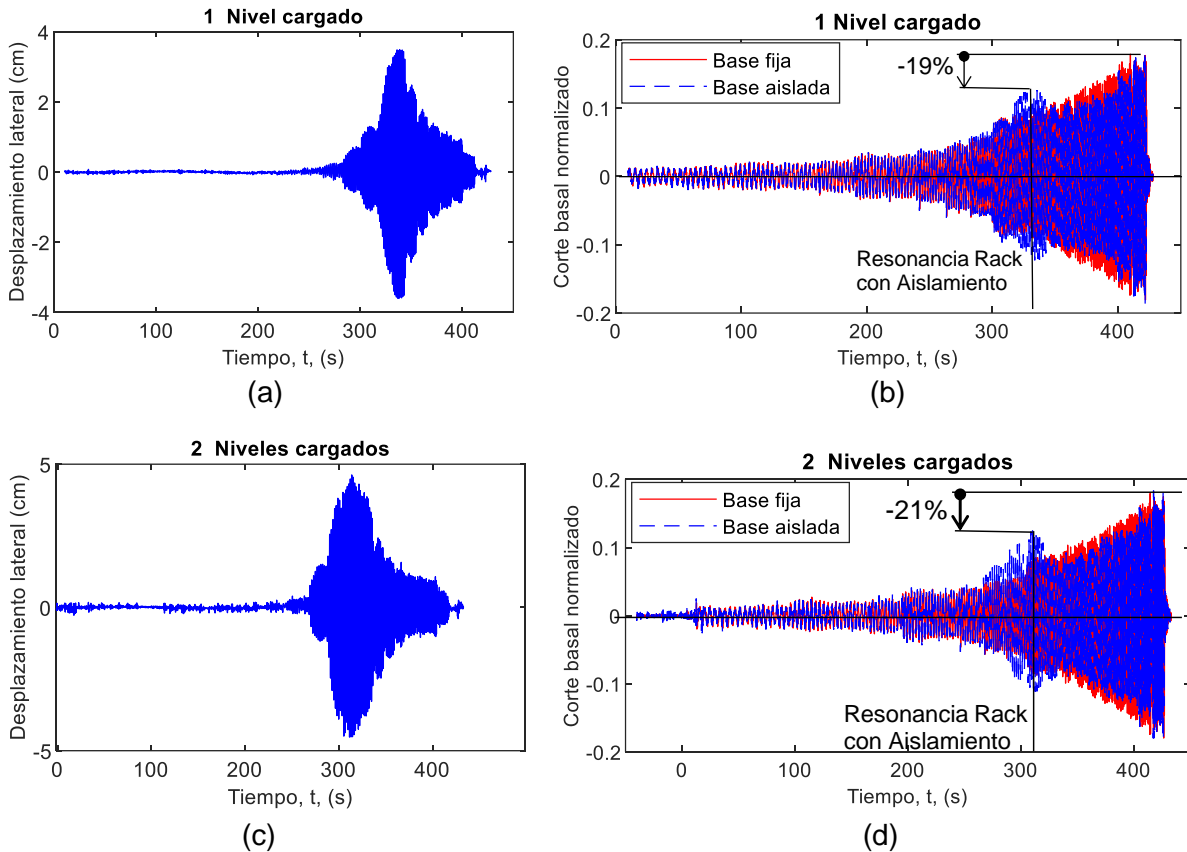 1 Nivel cargado
Desplazamiento lateral (cm)
4
2
0
-2
-4
0 100 200 300 400
Tiempo, t, (s)
(a)
1 Nivel cargado
Corte basal normalizado
0.2
0.1
0
-0.1
-0.2
Base fija
Base aislada
-19%
Resonancia Rack
con Aislamiento
0 100 200 300 400
Tiempo, t, (s)
(b)
2 Niveles cargados
Desplazamiento lateral (cm)
5
0
-5
0 100 200 300 400
Tiempo, t, (s)
(c)
2 Niveles cargados
Corte basal normalizado
0.2
0.1
0
-0.1
-0.2
Base fija
Base aislada
-21%
Resonancia Rack
con Aislamiento
0 100 200 300 400
Tiempo, t, (s)
(d)